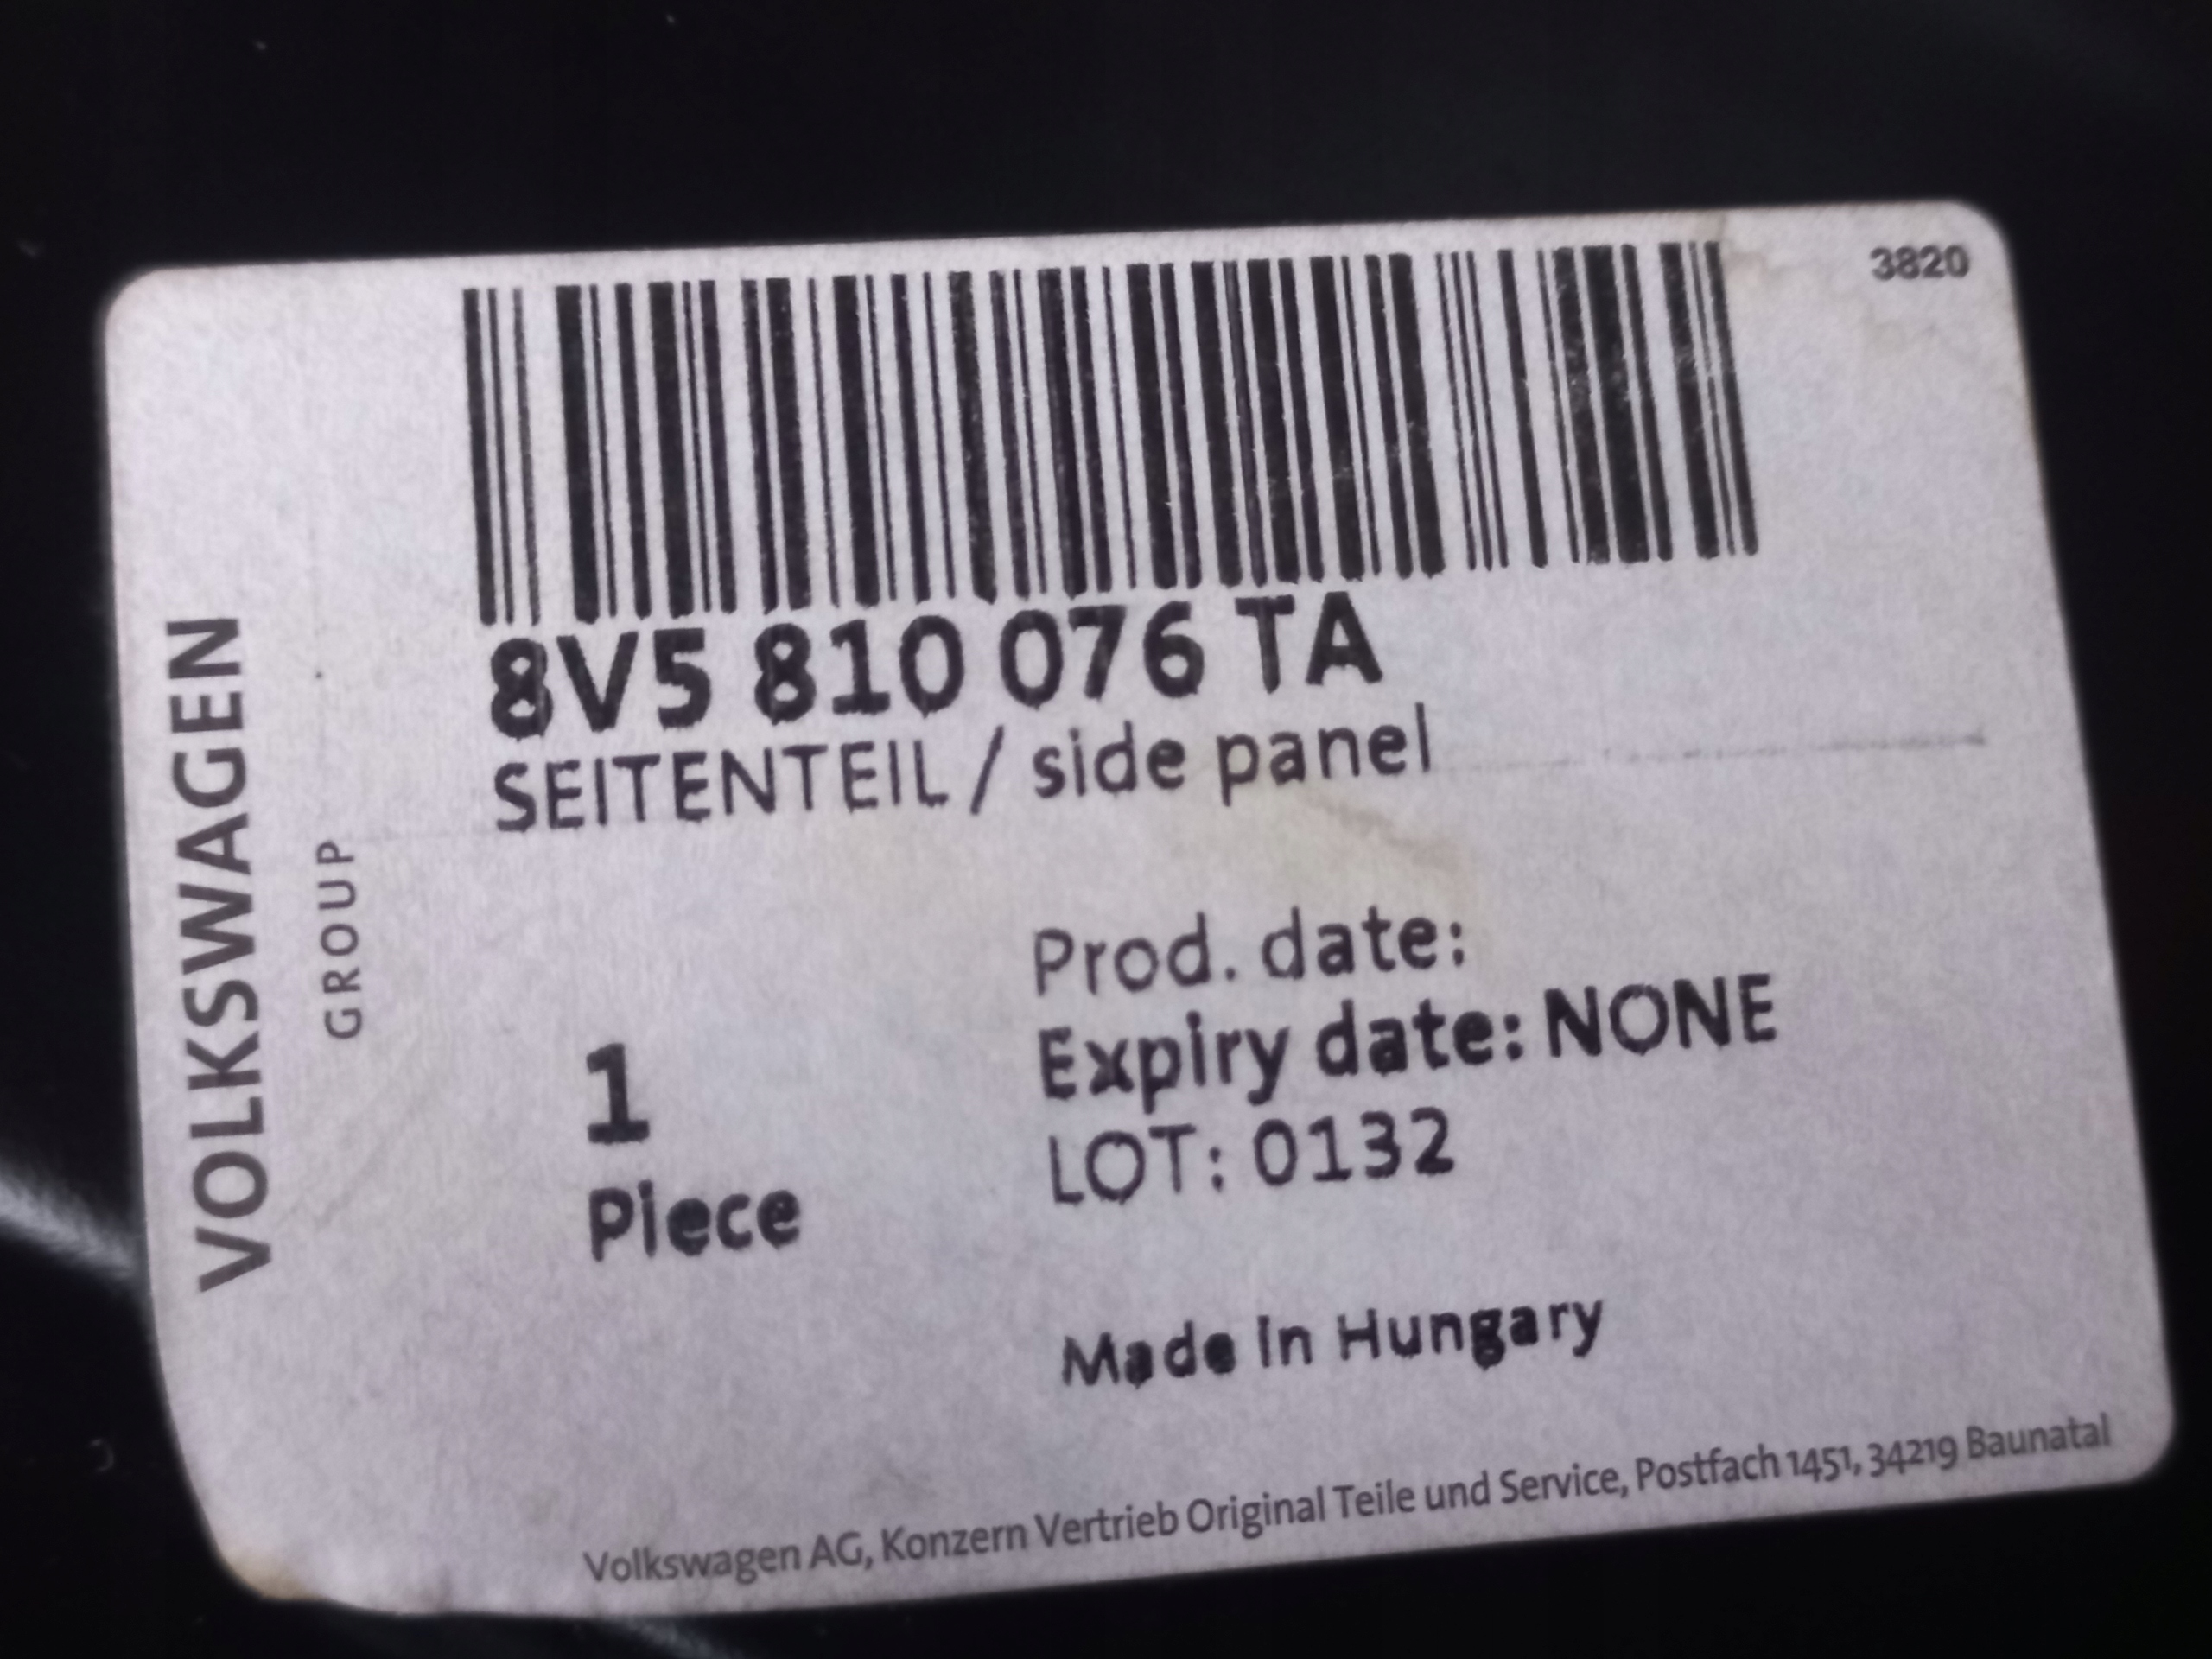 3820
8V5 810 076 TA
SEITENTEIL / side panel
VOLKSWAGEN
GROUP
1
Piece
Prod. date:
Expiry date: NONE
LOT: 0132
Made in Hungary
Volkswagen AG, Konzern Vertrieb Original Teile und Service, Postfach 1451, 34219 Baunatal